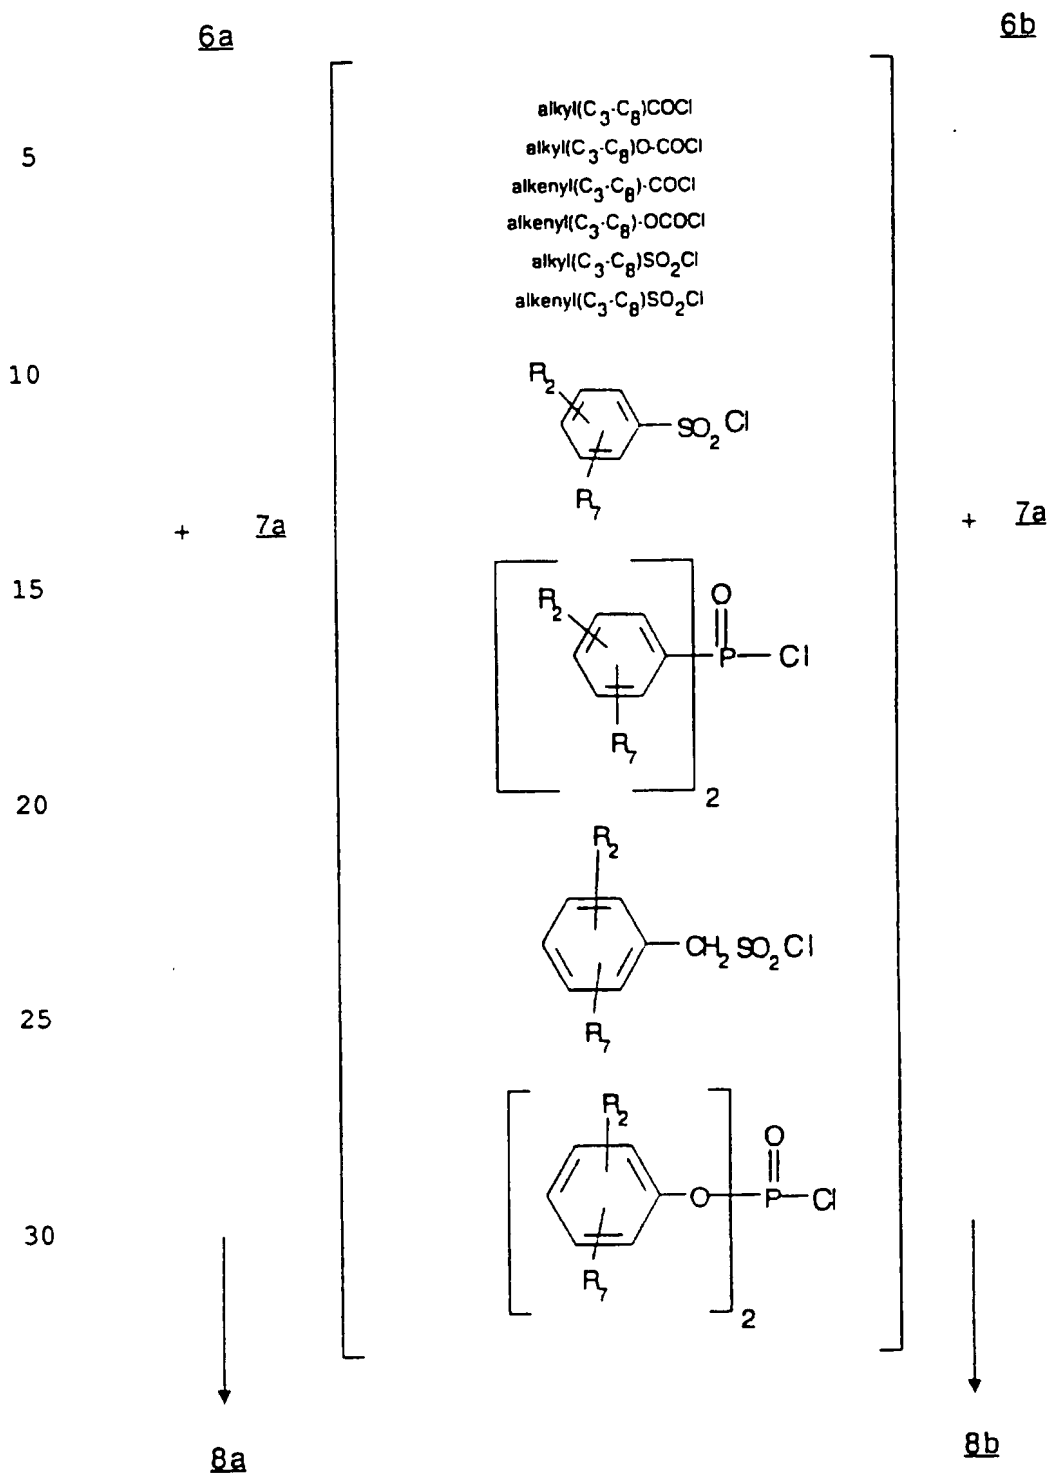 6a
6b
alkyl(C3-C8)COCl
5
alkyl(C3-C8)O-COCl
alkenyl(C3-C8)-COCl
alkenyl(C3-C8)-OCOCl
alkyl(C3-C8)SO2Cl
alkenyl(C3-C8)SO2Cl
10
R2
SO2Cl
R7
+ 7a
+ 7a
15
R2
O
P
Cl
R7
20
2
R2
CH2SO2Cl
25
R7
R2
O
O
P
Cl
30
R7
2
8a
8b